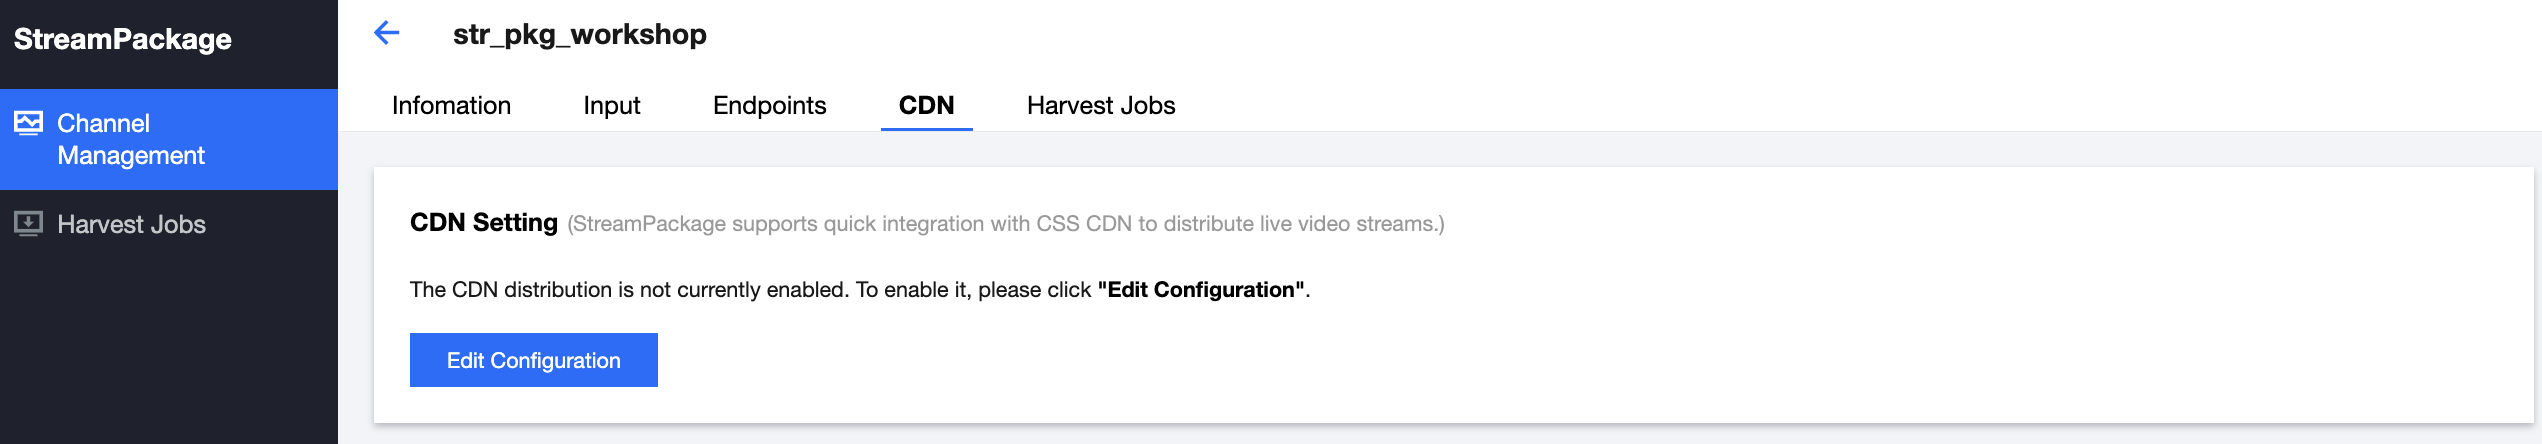 StreamPackage
Channel
Management
Harvest Jobs
str_pkg_workshop
Infomation Input Endpoints CDN Harvest Jobs
CDN Setting (StreamPackage supports quick integration with CSS CDN to distribute live video streams.)
The CDN distribution is not currently enabled. To enable it, please click "Edit Configuration".
Edit Configuration